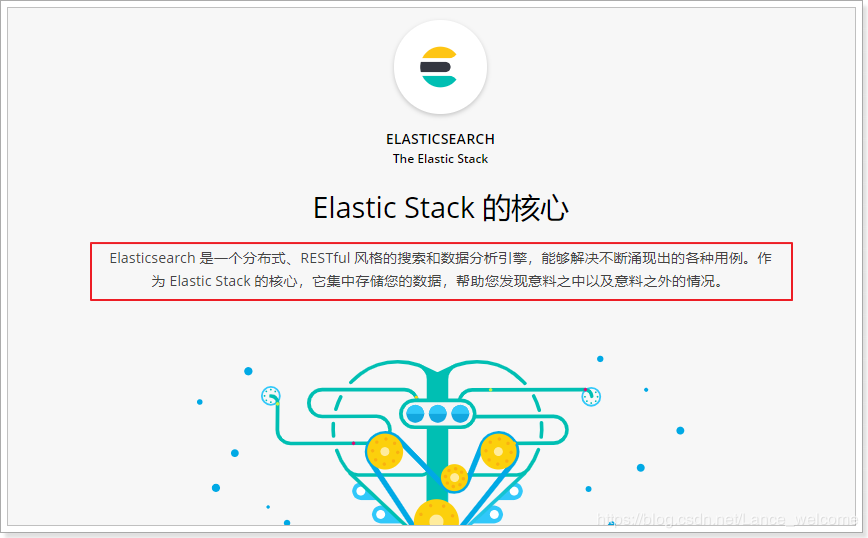 ELASTICSEARCH
The Elastic Stack
Elastic Stack 的核心
Elasticsearch 是一个分布式、RESTful 风格的搜索和数据分析引擎，能够解决不断涌现出的各种用例。作
为 Elastic Stack 的核心，它集中存储您的数据，帮助您发现意料之中以及意料之外的情况。
https://blog.csdn.net/Lance_welcome